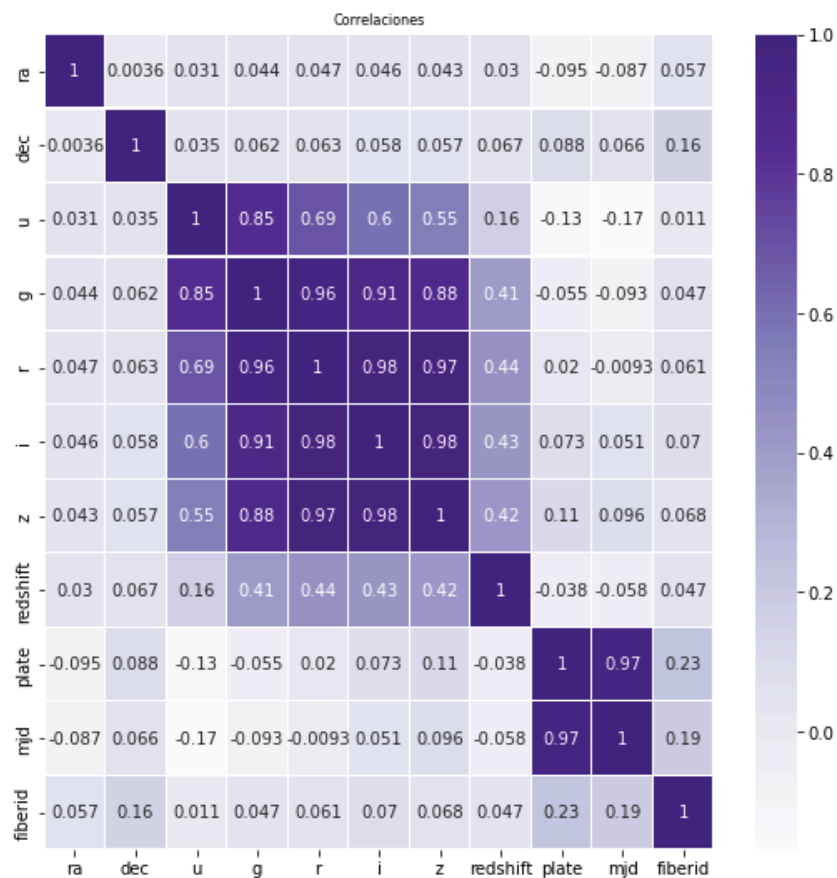 Correlaciones
ra 1 0.0036 0.031 0.044 0.047 0.046 0.043 0.03 -0.095 -0.087 0.057
dec 0.0036 1 0.035 0.062 0.063 0.058 0.057 0.067 0.088 0.066 0.16
u 0.031 0.035 1 0.85 0.69 0.6 0.55 0.16 -0.13 -0.17 0.011
g 0.044 0.062 0.85 1 0.96 0.91 0.88 0.41 -0.055 -0.093 0.047
r 0.047 0.063 0.69 0.96 1 0.98 0.97 0.44 0.02 -0.0093 0.061
i 0.046 0.058 0.6 0.91 0.98 1 0.98 0.43 0.073 0.051 0.07
z 0.043 0.057 0.55 0.88 0.97 0.98 1 0.42 0.11 0.096 0.068
redshift 0.03 0.067 0.16 0.41 0.44 0.43 0.42 1 -0.038 -0.058 0.047
plate -0.095 0.088 -0.13 -0.055 0.02 0.073 0.11 -0.038 1 0.97 0.23
mjd -0.087 0.066 -0.17 -0.093 -0.0093 0.051 0.096 -0.058 0.97 1 0.19
fiberid 0.057 0.16 0.011 0.047 0.061 0.07 0.068 0.047 0.23 0.19 1
ra dec u g r i z redshift plate mjd fiberid
1.0
0.8
0.6
0.4
0.2
0.0